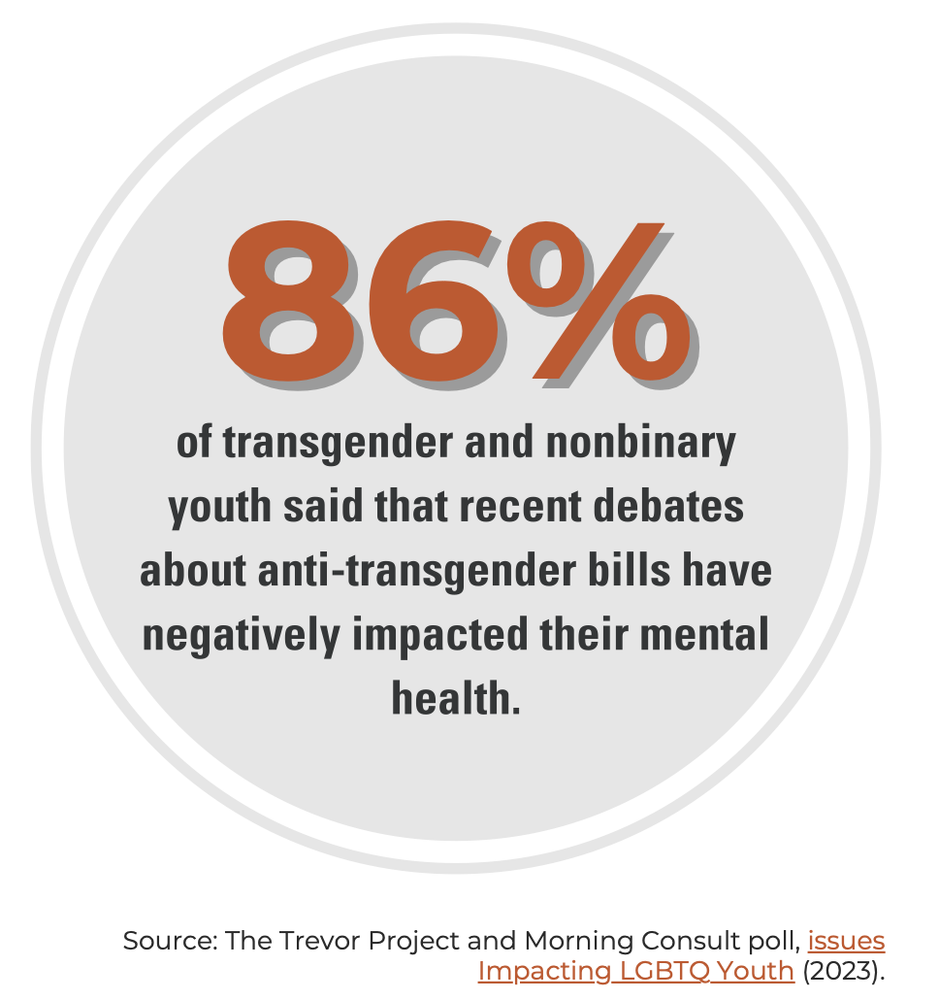 86%
of transgender and nonbinary
youth said that recent debates
about anti-transgender bills have
negatively impacted their mental
health.
Source: The Trevor Project and Morning Consult poll, issues
Impacting LGBTQ Youth (2023).